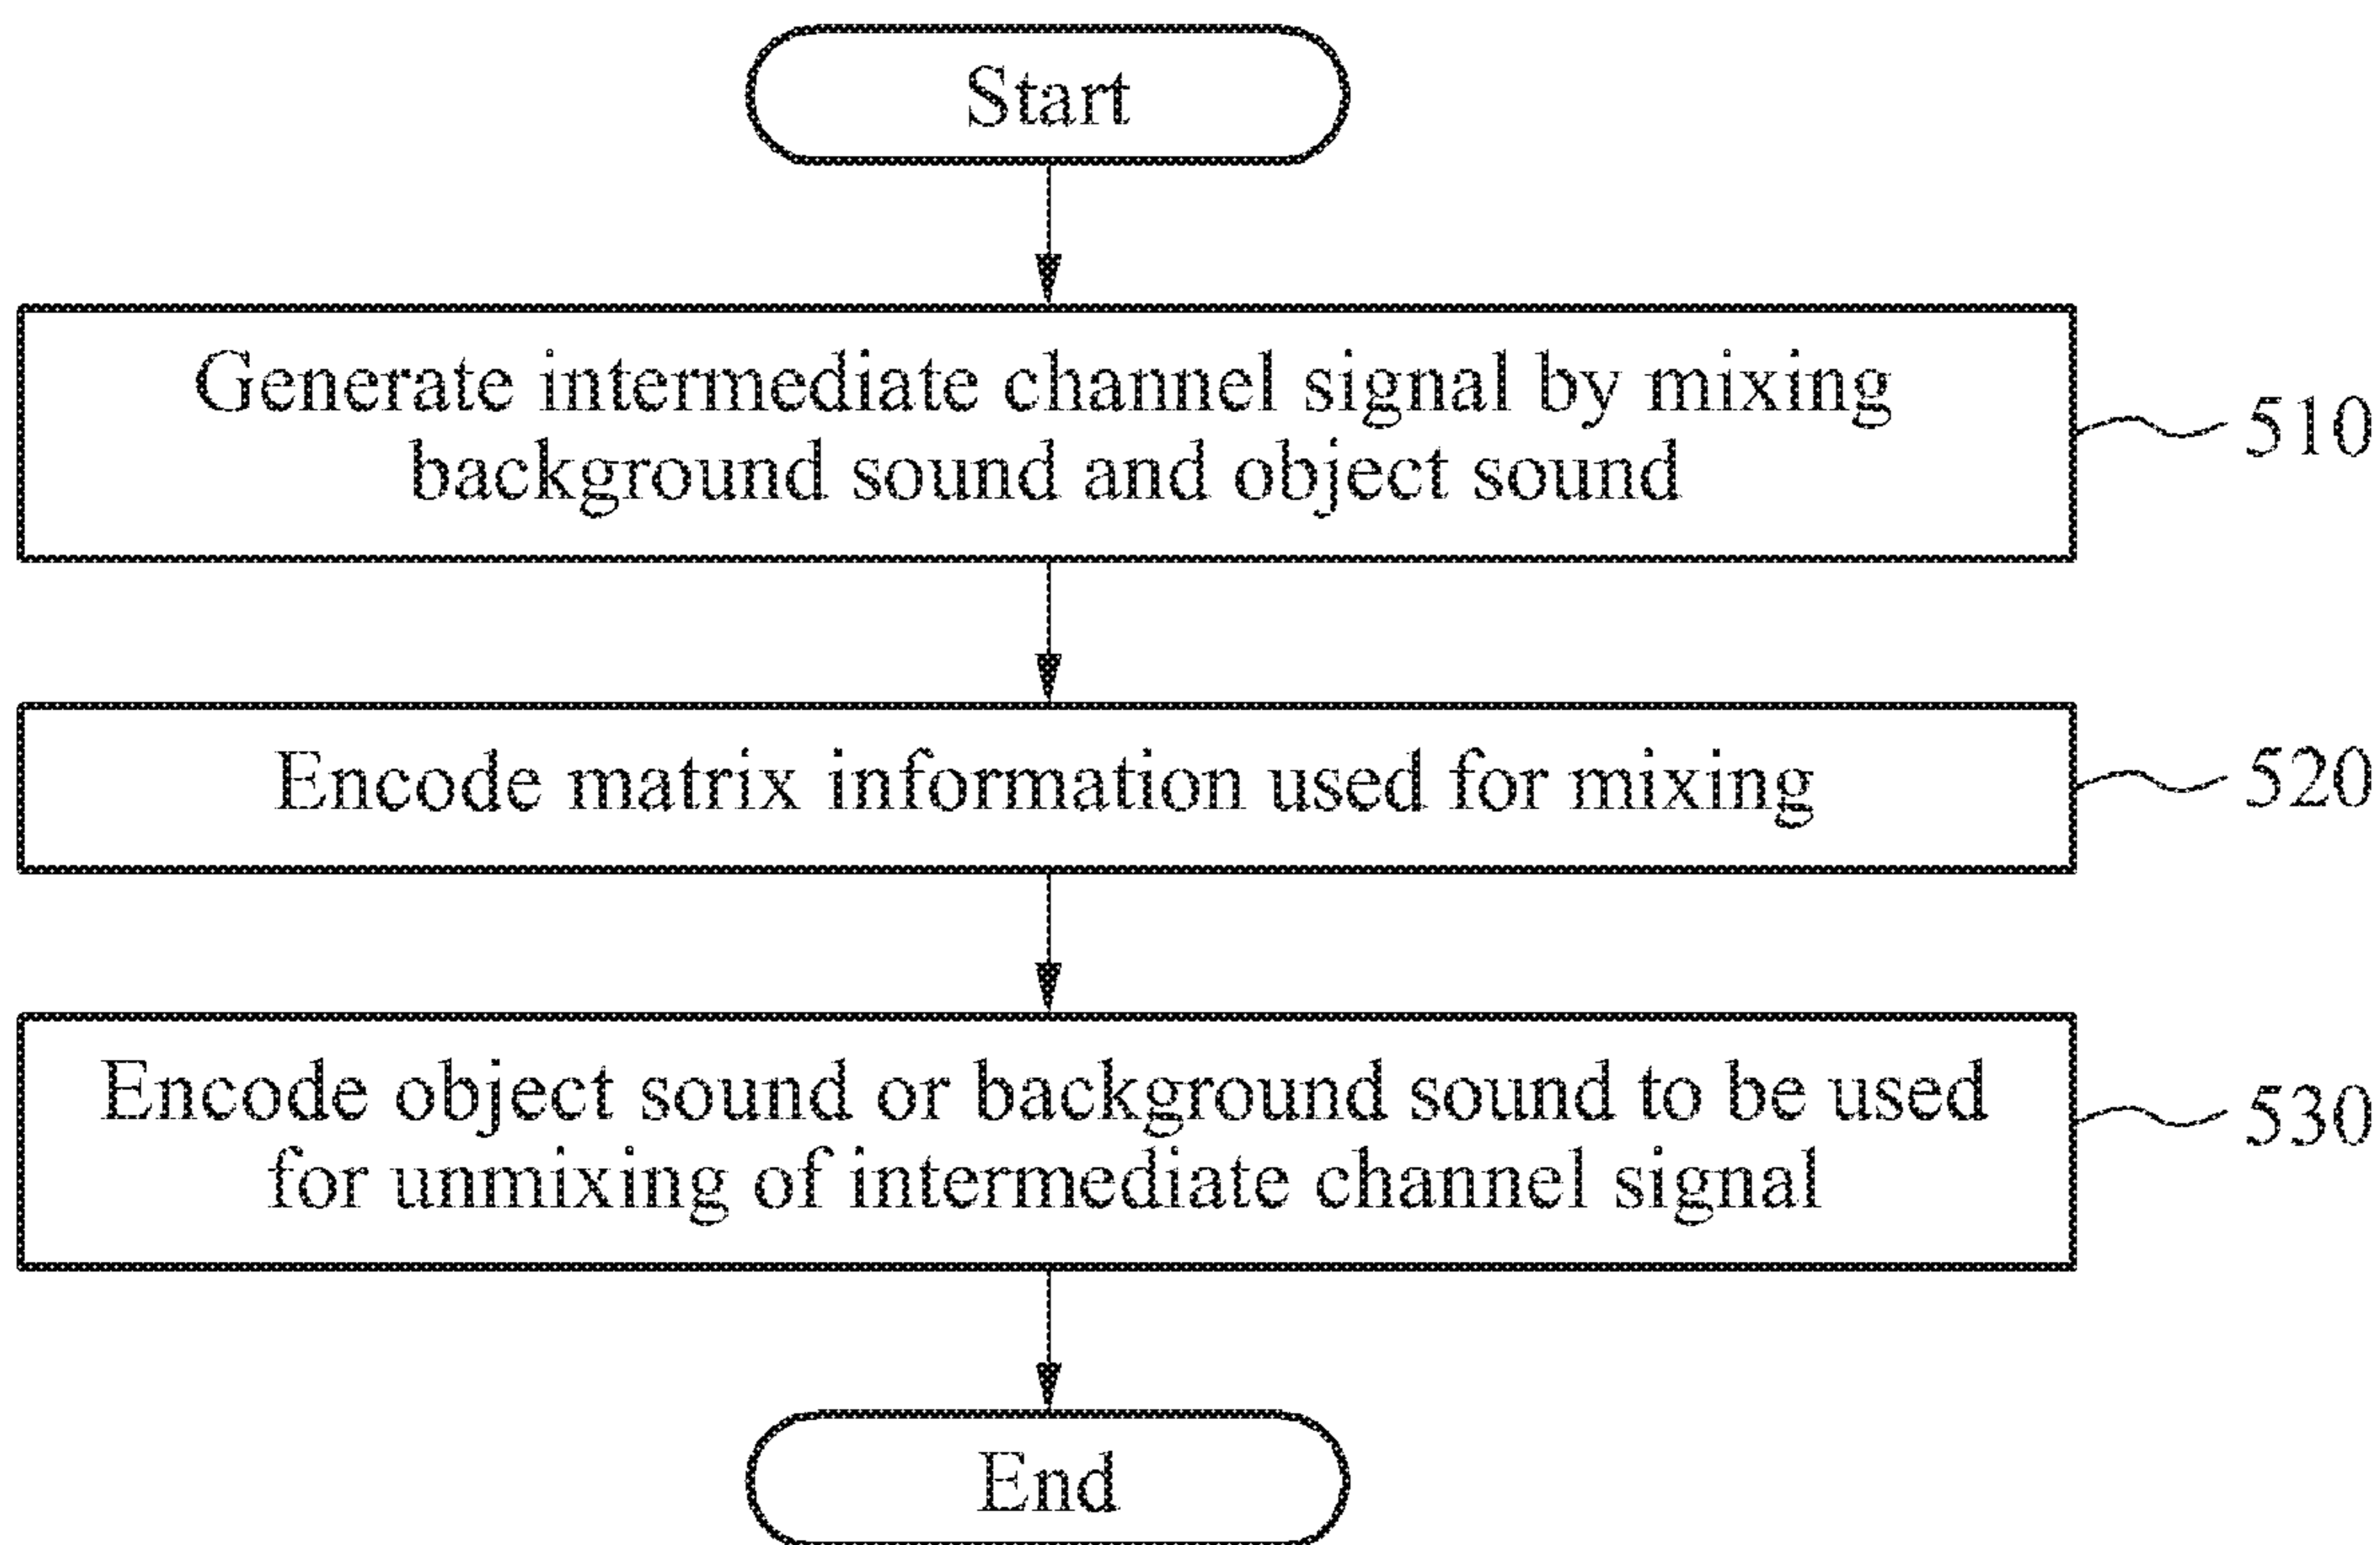 Start
Generate intermediate channel signal by mixing
background sound and object sound
510
Encode matrix information used for mixing
520
Encode object sound or background sound to be used
for unmixing of intermediate channel signal
530
End